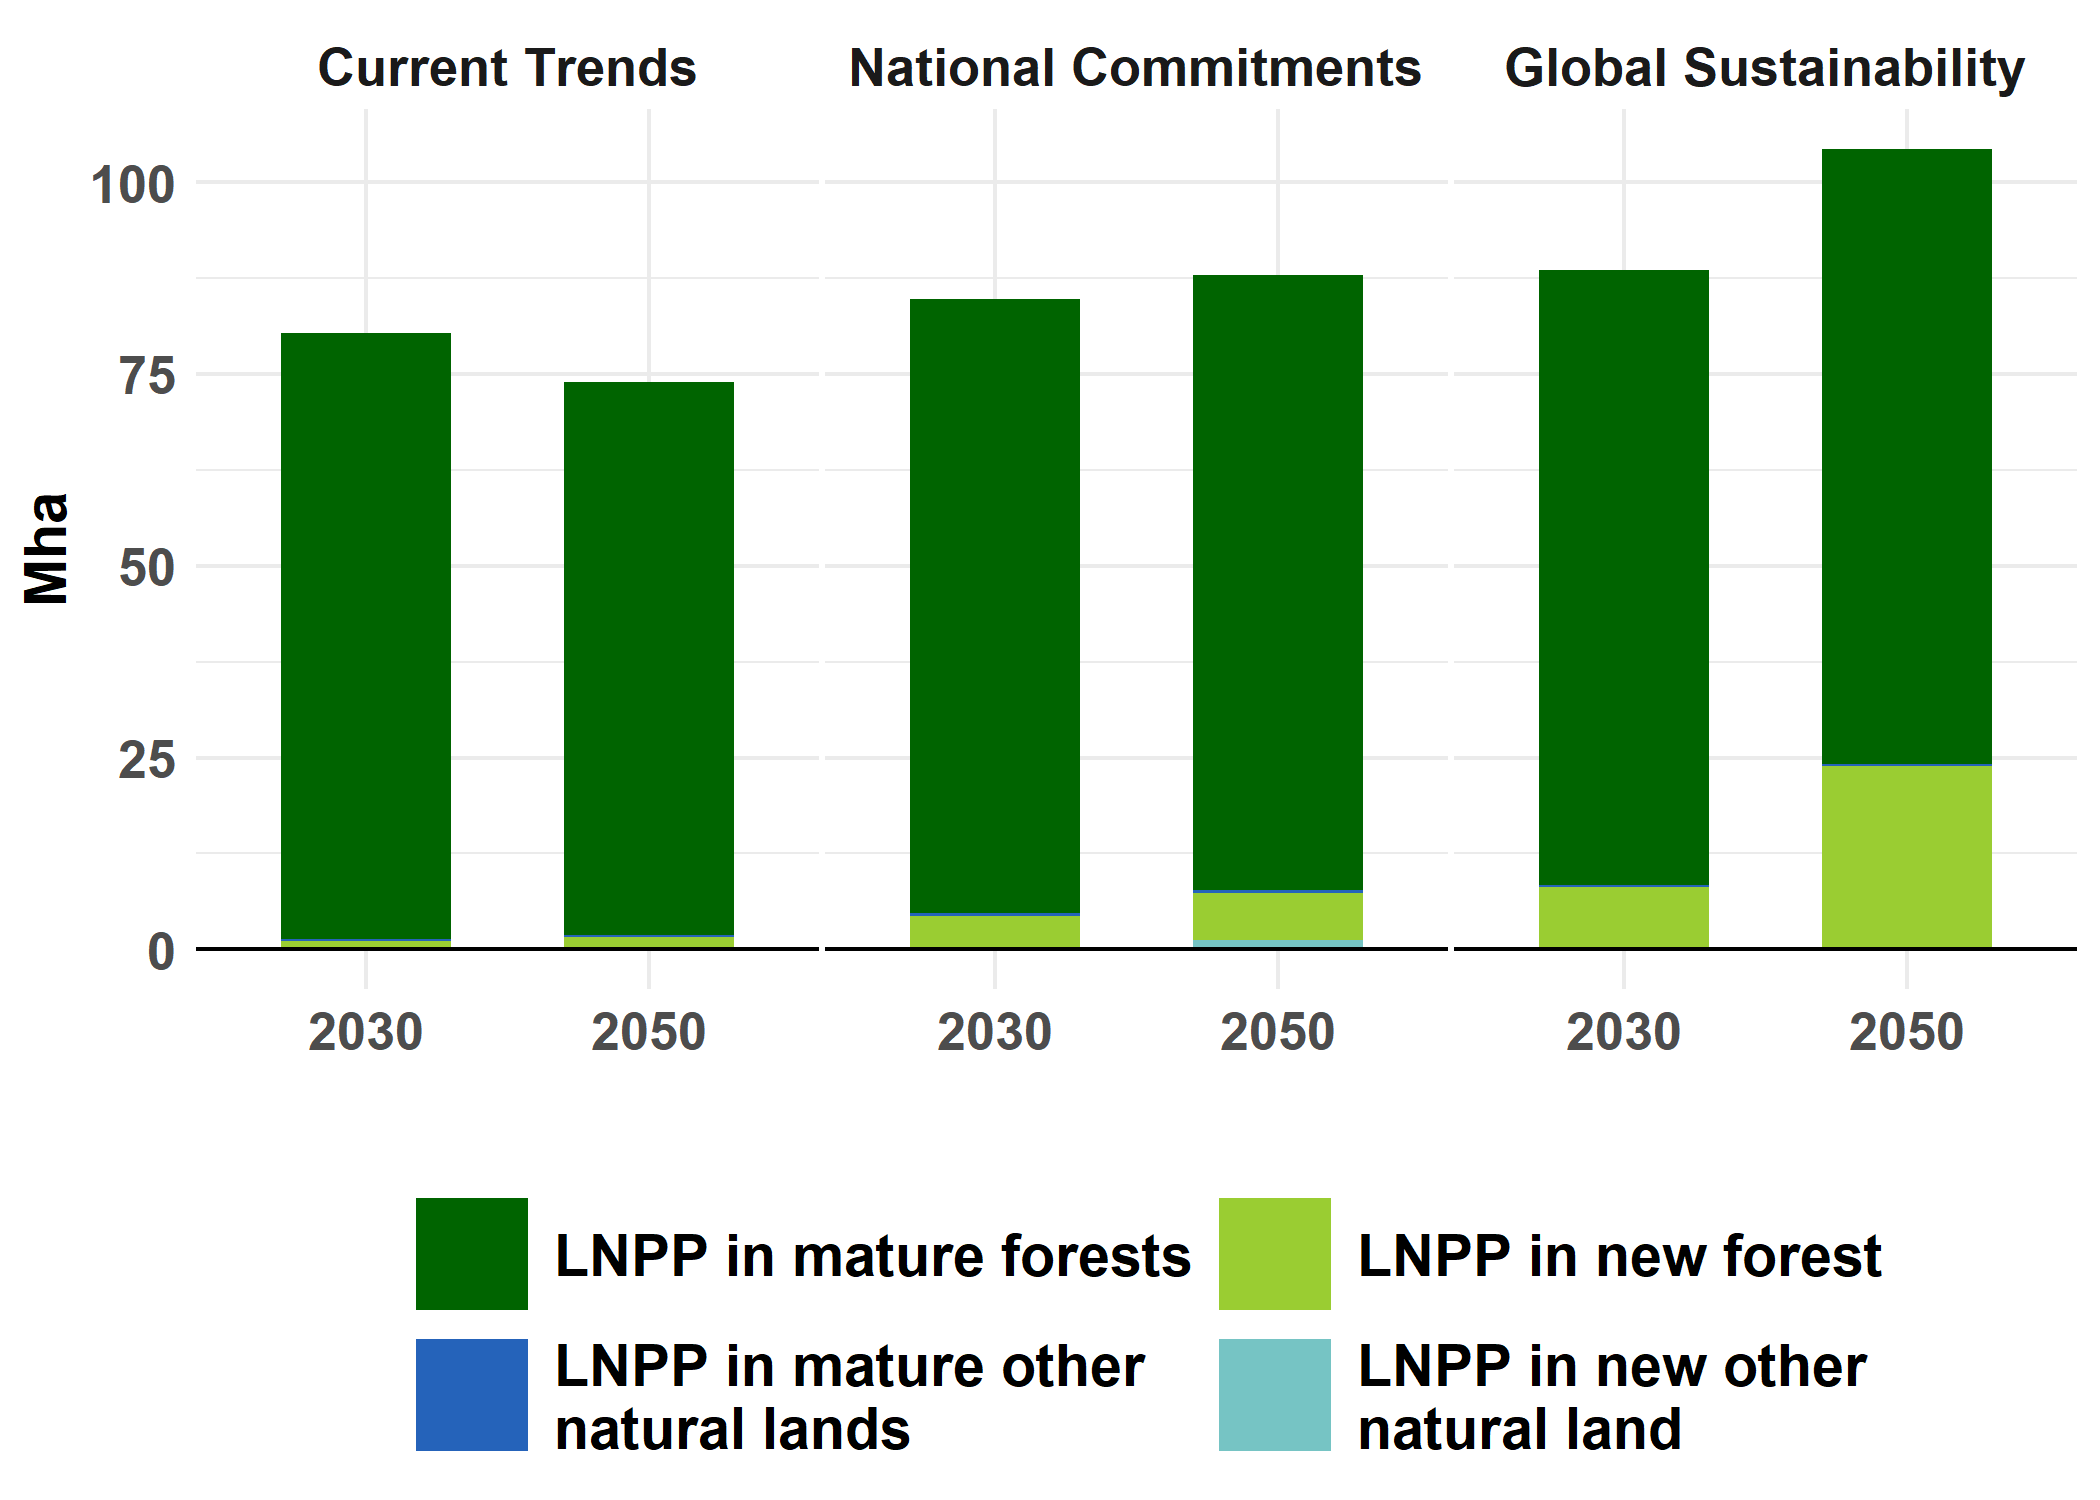 Current Trends
National Commitments
Global Sustainability
Mha
100
75
50
25
0
2030
2050
2030
2050
2030
2050
LNPP in mature forests
LNPP in new forest
LNPP in mature other
natural lands
LNPP in new other
natural land